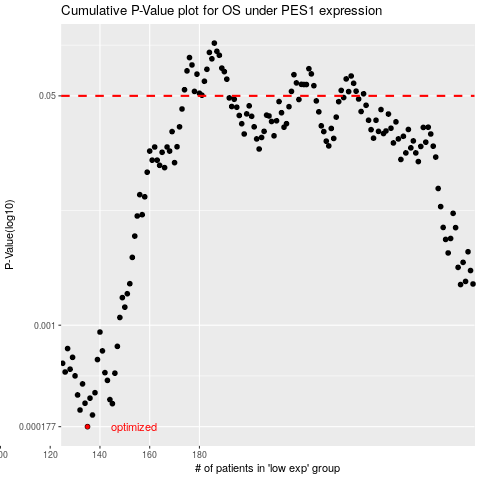 Cumulative P-Value plot for OS under PES1 expression
P-Value(log10)
0.05
0.001
0.000177
optimized
00 120 140 160 180
# of patients in 'low exp' group